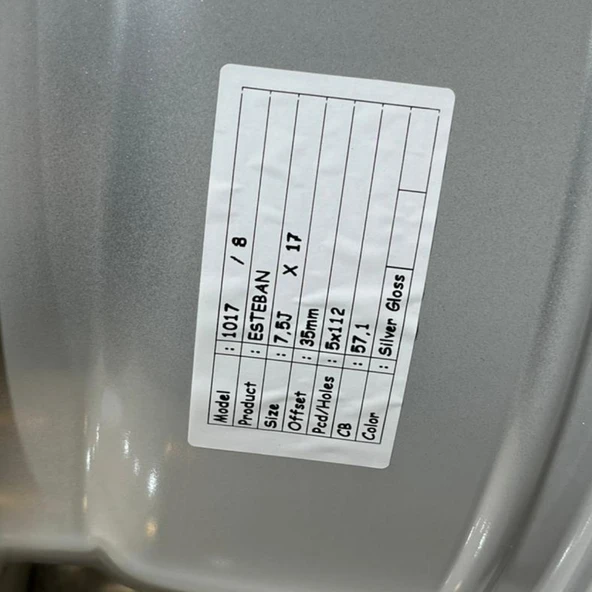 Model : 1017 / 8
Product : ESTEBAN
Size : 7,5J X 17
Offset : 35mm
Pcd/Holes : 5x112
CB : 57,1
Color : Silver Gloss